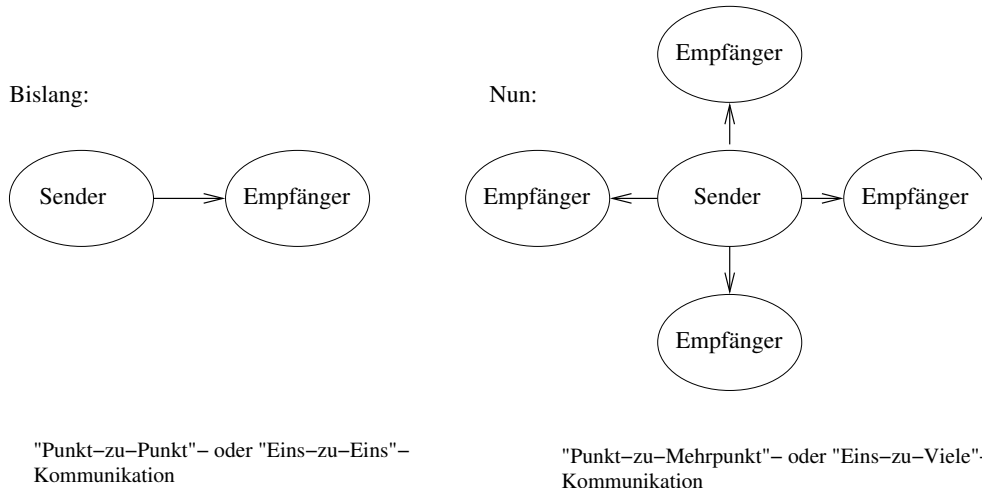 Bislang:
Sender
Empfänger
"Punkt−zu−Punkt"− oder "Eins−zu−Eins"−
Kommunikation
Nun:
Empfänger
Empfänger
Sender
Empfänger
Empfänger
"Punkt−zu−Mehrpunkt"− oder "Eins−zu−Viele"−
Kommunikation